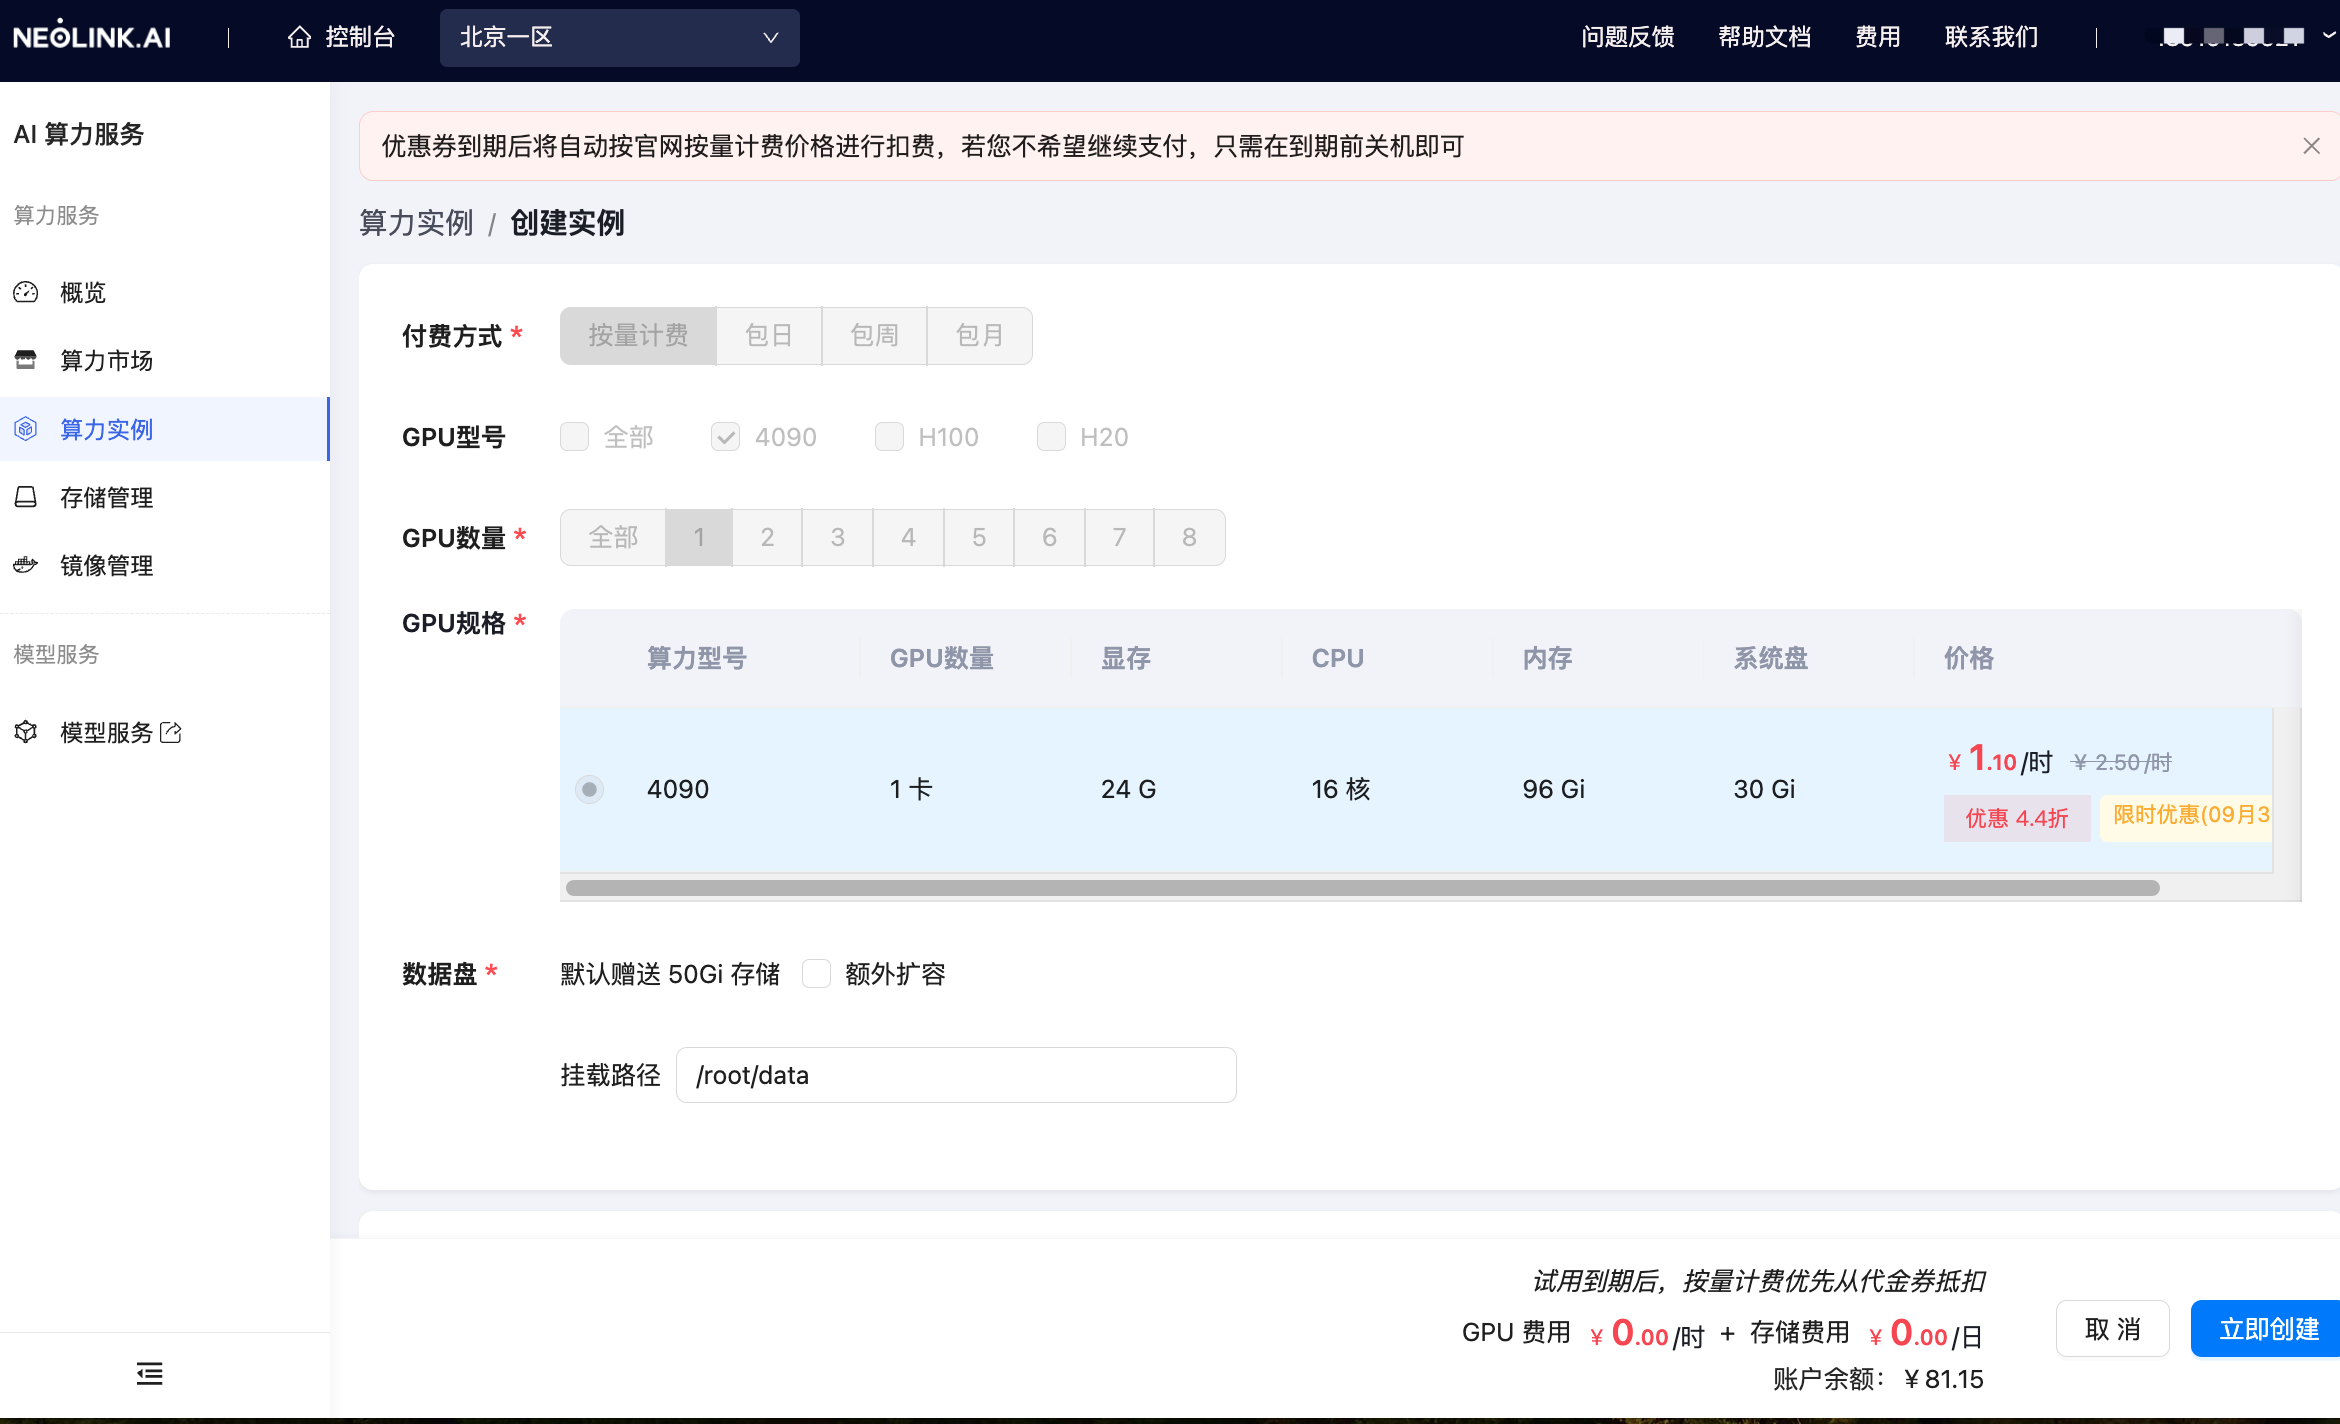 NEOLINK.AI
控制台
北京一区
问题反馈
帮助文档
费用
联系我们
AI 算力服务
算力服务
概览
算力市场
算力实例
存储管理
镜像管理
模型服务
模型服务
优惠券到期后将自动按官网按量计费价格进行扣费，若您不希望继续支付，只需在到期前关机即可
算力实例 / 创建实例
付费方式 * 按量计费 包日 包周 包月
GPU型号 全部 4090 H100 H20
GPU数量 * 全部 1 2 3 4 5 6 7 8
GPU规格 *
算力型号 GPU数量 显存 CPU 内存 系统盘 价格
4090 1 卡 24 G 16 核 96 Gi 30 Gi
¥ 1.10/时 ¥ 2.50/时
优惠 4.4折 限时优惠(09月3
数据盘 * 默认赠送 50Gi 存储 额外扩容
挂载路径 /root/data
试用到期后，按量计费优先从代金券抵扣
GPU 费用 ¥ 0.00/时 + 存储费用 ¥ 0.00/日
账户余额： ¥ 81.15
取 消
立即创建